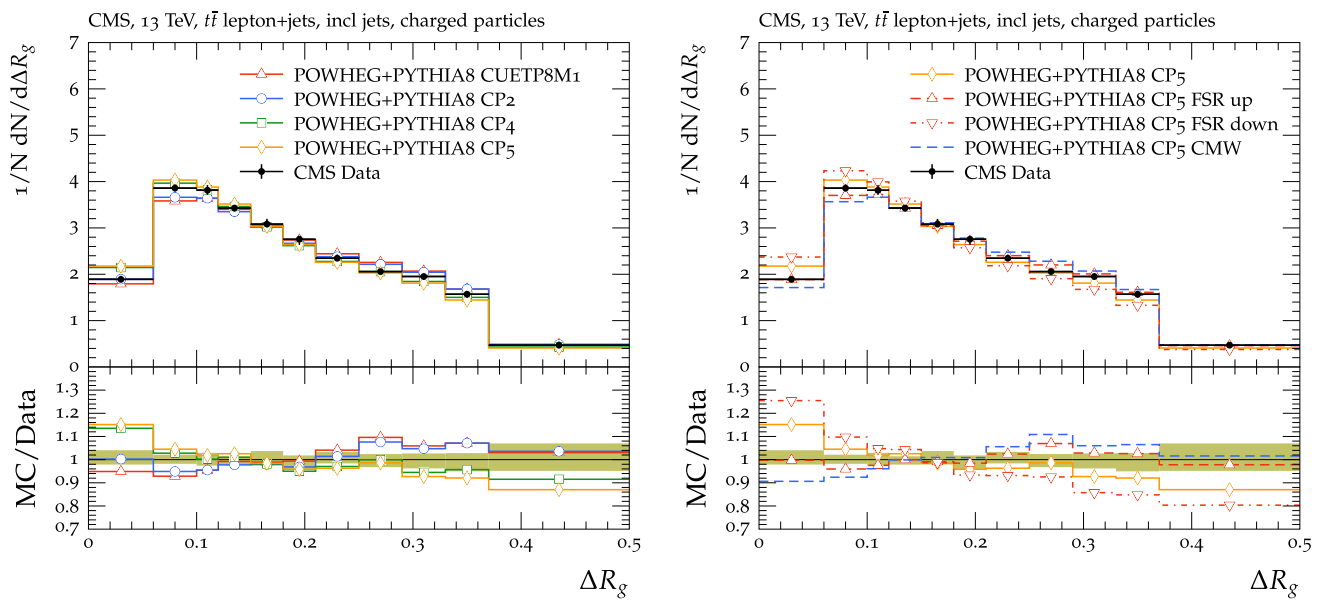 CMS, 13 TeV, tt̄ lepton+jets, incl jets, charged particles
1/N dN/dΔR_g
7
6
5
4
3
2
1
0
POWHEG+PYTHIA8 CUETP8M1
POWHEG+PYTHIA8 CP2
POWHEG+PYTHIA8 CP4
POWHEG+PYTHIA8 CP5
CMS Data
MC/Data
1.3
1.2
1.1
1
0.9
0.8
0.7
0 0.1 0.2 0.3 0.4 0.5
ΔR_g
CMS, 13 TeV, tt̄ lepton+jets, incl jets, charged particles
1/N dN/dΔR_g
7
6
5
4
3
2
1
0
POWHEG+PYTHIA8 CP5
POWHEG+PYTHIA8 CP5 FSR up
POWHEG+PYTHIA8 CP5 FSR down
POWHEG+PYTHIA8 CP5 CMW
CMS Data
MC/Data
1.3
1.2
1.1
1
0.9
0.8
0.7
0 0.1 0.2 0.3 0.4 0.5
ΔR_g